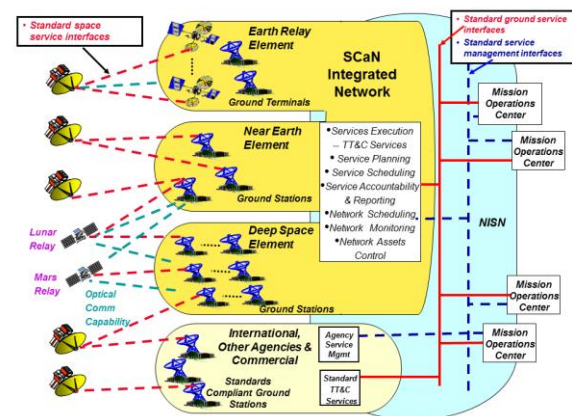 • Standard space
service interfaces
Earth Relay
Element
Ground Terminals
SCaN
Integrated
Network
• Standard ground service
interfaces
• Standard service
management interfaces
Near Earth
Element
Ground Stations
•Services Execution
– TT&C Services
• Service Planning
• Service Scheduling
•Service Accountability
& Reporting
•Network Scheduling
•Network Monitoring
•Network Assets
Control
Mission
Operations
Center
Mission
Operations
Center
NISN
Lunar
Relay
Mars
Relay
Optical
Comm
Capability
Deep Space
Element
Ground Stations
Mission
Operations
Center
International,
Other Agencies &
Commercial
Standards
Compliant Ground
Stations
Agency
Service
Mgmt
Standard
TT&C
Services
Mission
Operations
Center